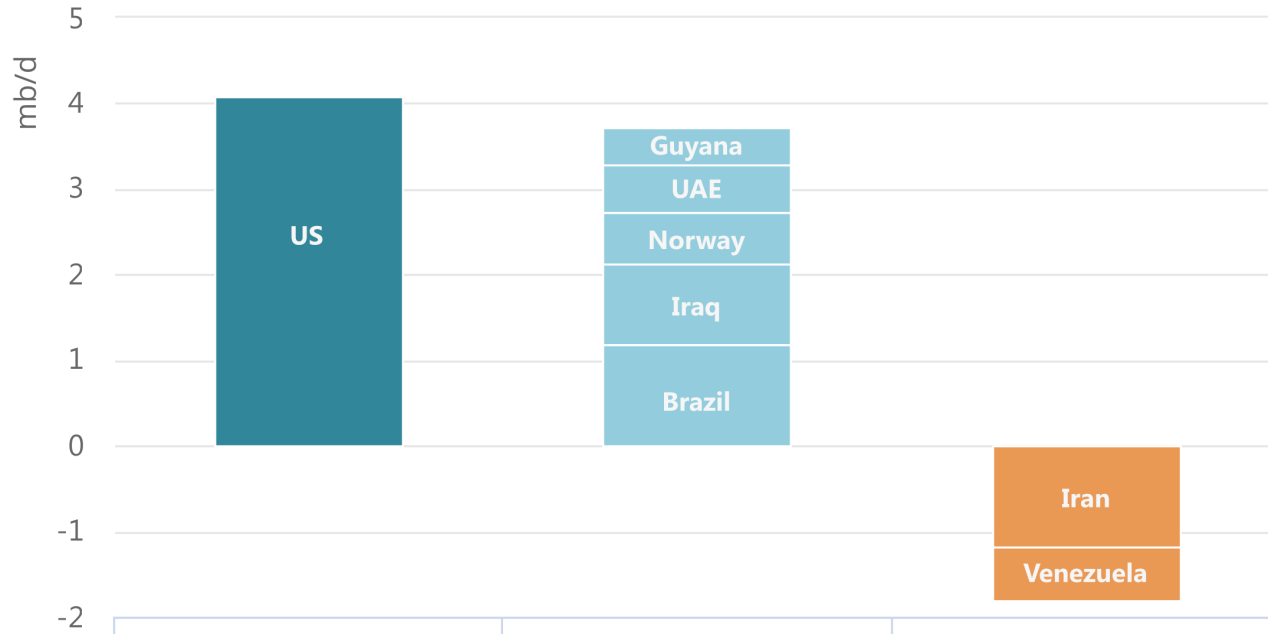 mb/d
5
4
3
2
1
0
-1
-2
US
Guyana
UAE
Norway
Iraq
Brazil
Iran
Venezuela